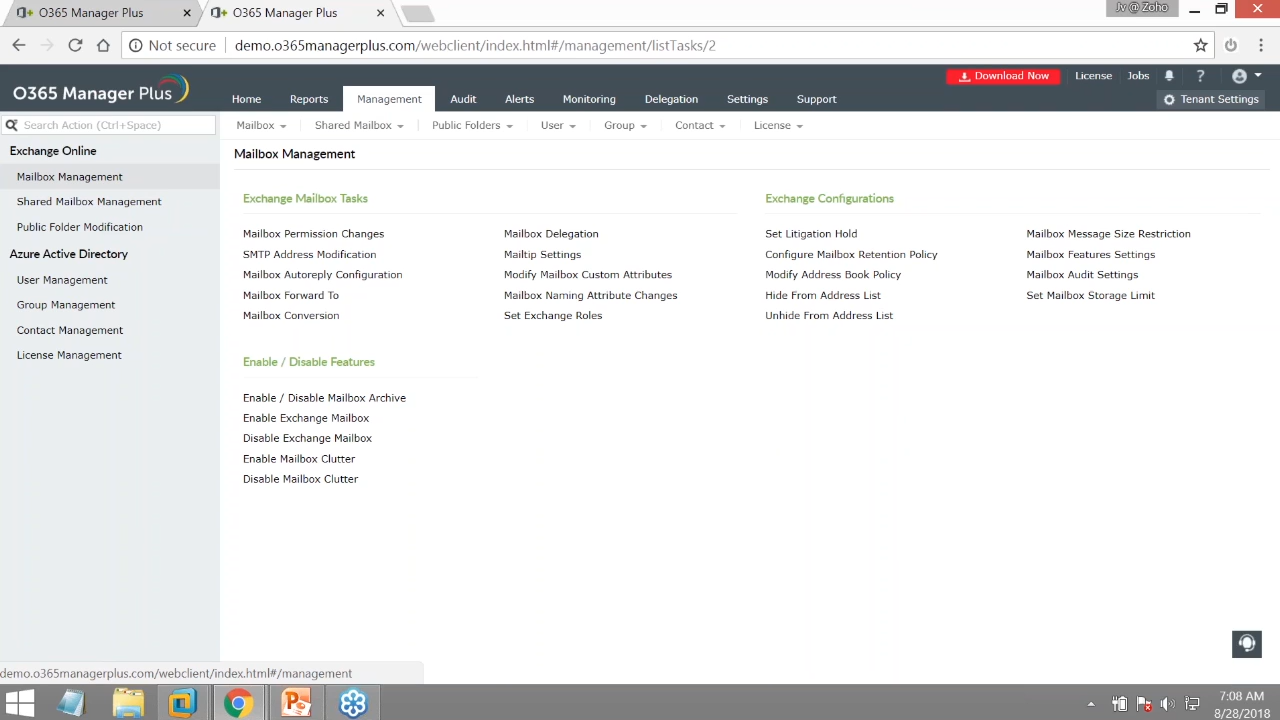 O365 Manager Plus
O365 Manager Plus
Jv @ Zoho
Not secure
demo.o365managerplus.com/webclient/index.html#/management/listTasks/2
O365 Manager Plus
Download Now
License
Jobs
Home
Reports
Management
Audit
Alerts
Monitoring
Delegation
Settings
Support
Tenant Settings
Search Action (Ctrl+Space)
Mailbox
Shared Mailbox
Public Folders
User
Group
Contact
License
Exchange Online
Mailbox Management
Shared Mailbox Management
Public Folder Modification
Azure Active Directory
User Management
Group Management
Contact Management
License Management
Mailbox Management
Exchange Mailbox Tasks
Mailbox Permission Changes
SMTP Address Modification
Mailbox Autoreply Configuration
Mailbox Forward To
Mailbox Conversion
Mailbox Delegation
Mailtip Settings
Modify Mailbox Custom Attributes
Mailbox Naming Attribute Changes
Set Exchange Roles
Exchange Configurations
Set Litigation Hold
Configure Mailbox Retention Policy
Modify Address Book Policy
Hide From Address List
Unhide From Address List
Mailbox Message Size Restriction
Mailbox Features Settings
Mailbox Audit Settings
Set Mailbox Storage Limit
Enable / Disable Features
Enable / Disable Mailbox Archive
Enable Exchange Mailbox
Disable Exchange Mailbox
Enable Mailbox Clutter
Disable Mailbox Clutter
demo.o365managerplus.com/webclient/index.html#/management
7:08 AM
8/28/2018